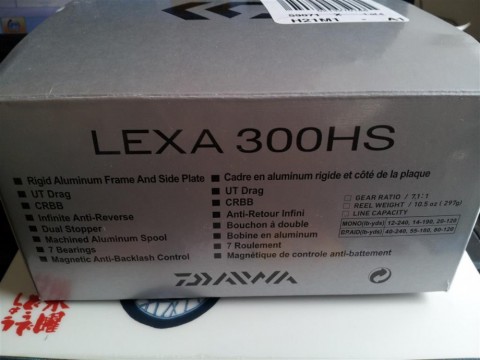 H21M1 - A1
LEXA 300HS
Rigid Aluminum Frame And Side Plate
UT Drag
CRBB
Infinite Anti-Reverse
Dual Stopper
Machined Aluminum Spool
7 Bearings
Magnetic Anti-Backlash Control
Cadre en aluminum rigide et côté de la plaque
UT Drag
CRBB
Anti-Retour Infini
Bouchon à double
Bobine en aluminum
7 Roulement
Magnétique de controle anti-battement
GEAR RATIO / 7.1 : 1
REEL WEIGHT / 10.5 oz ( 297g)
LINE CAPACITY
MONO(lb-yds) 12-240, 14-190, 20-120
BRAID(lb-yds) 40-240, 55-180, 80-120
DAIWA